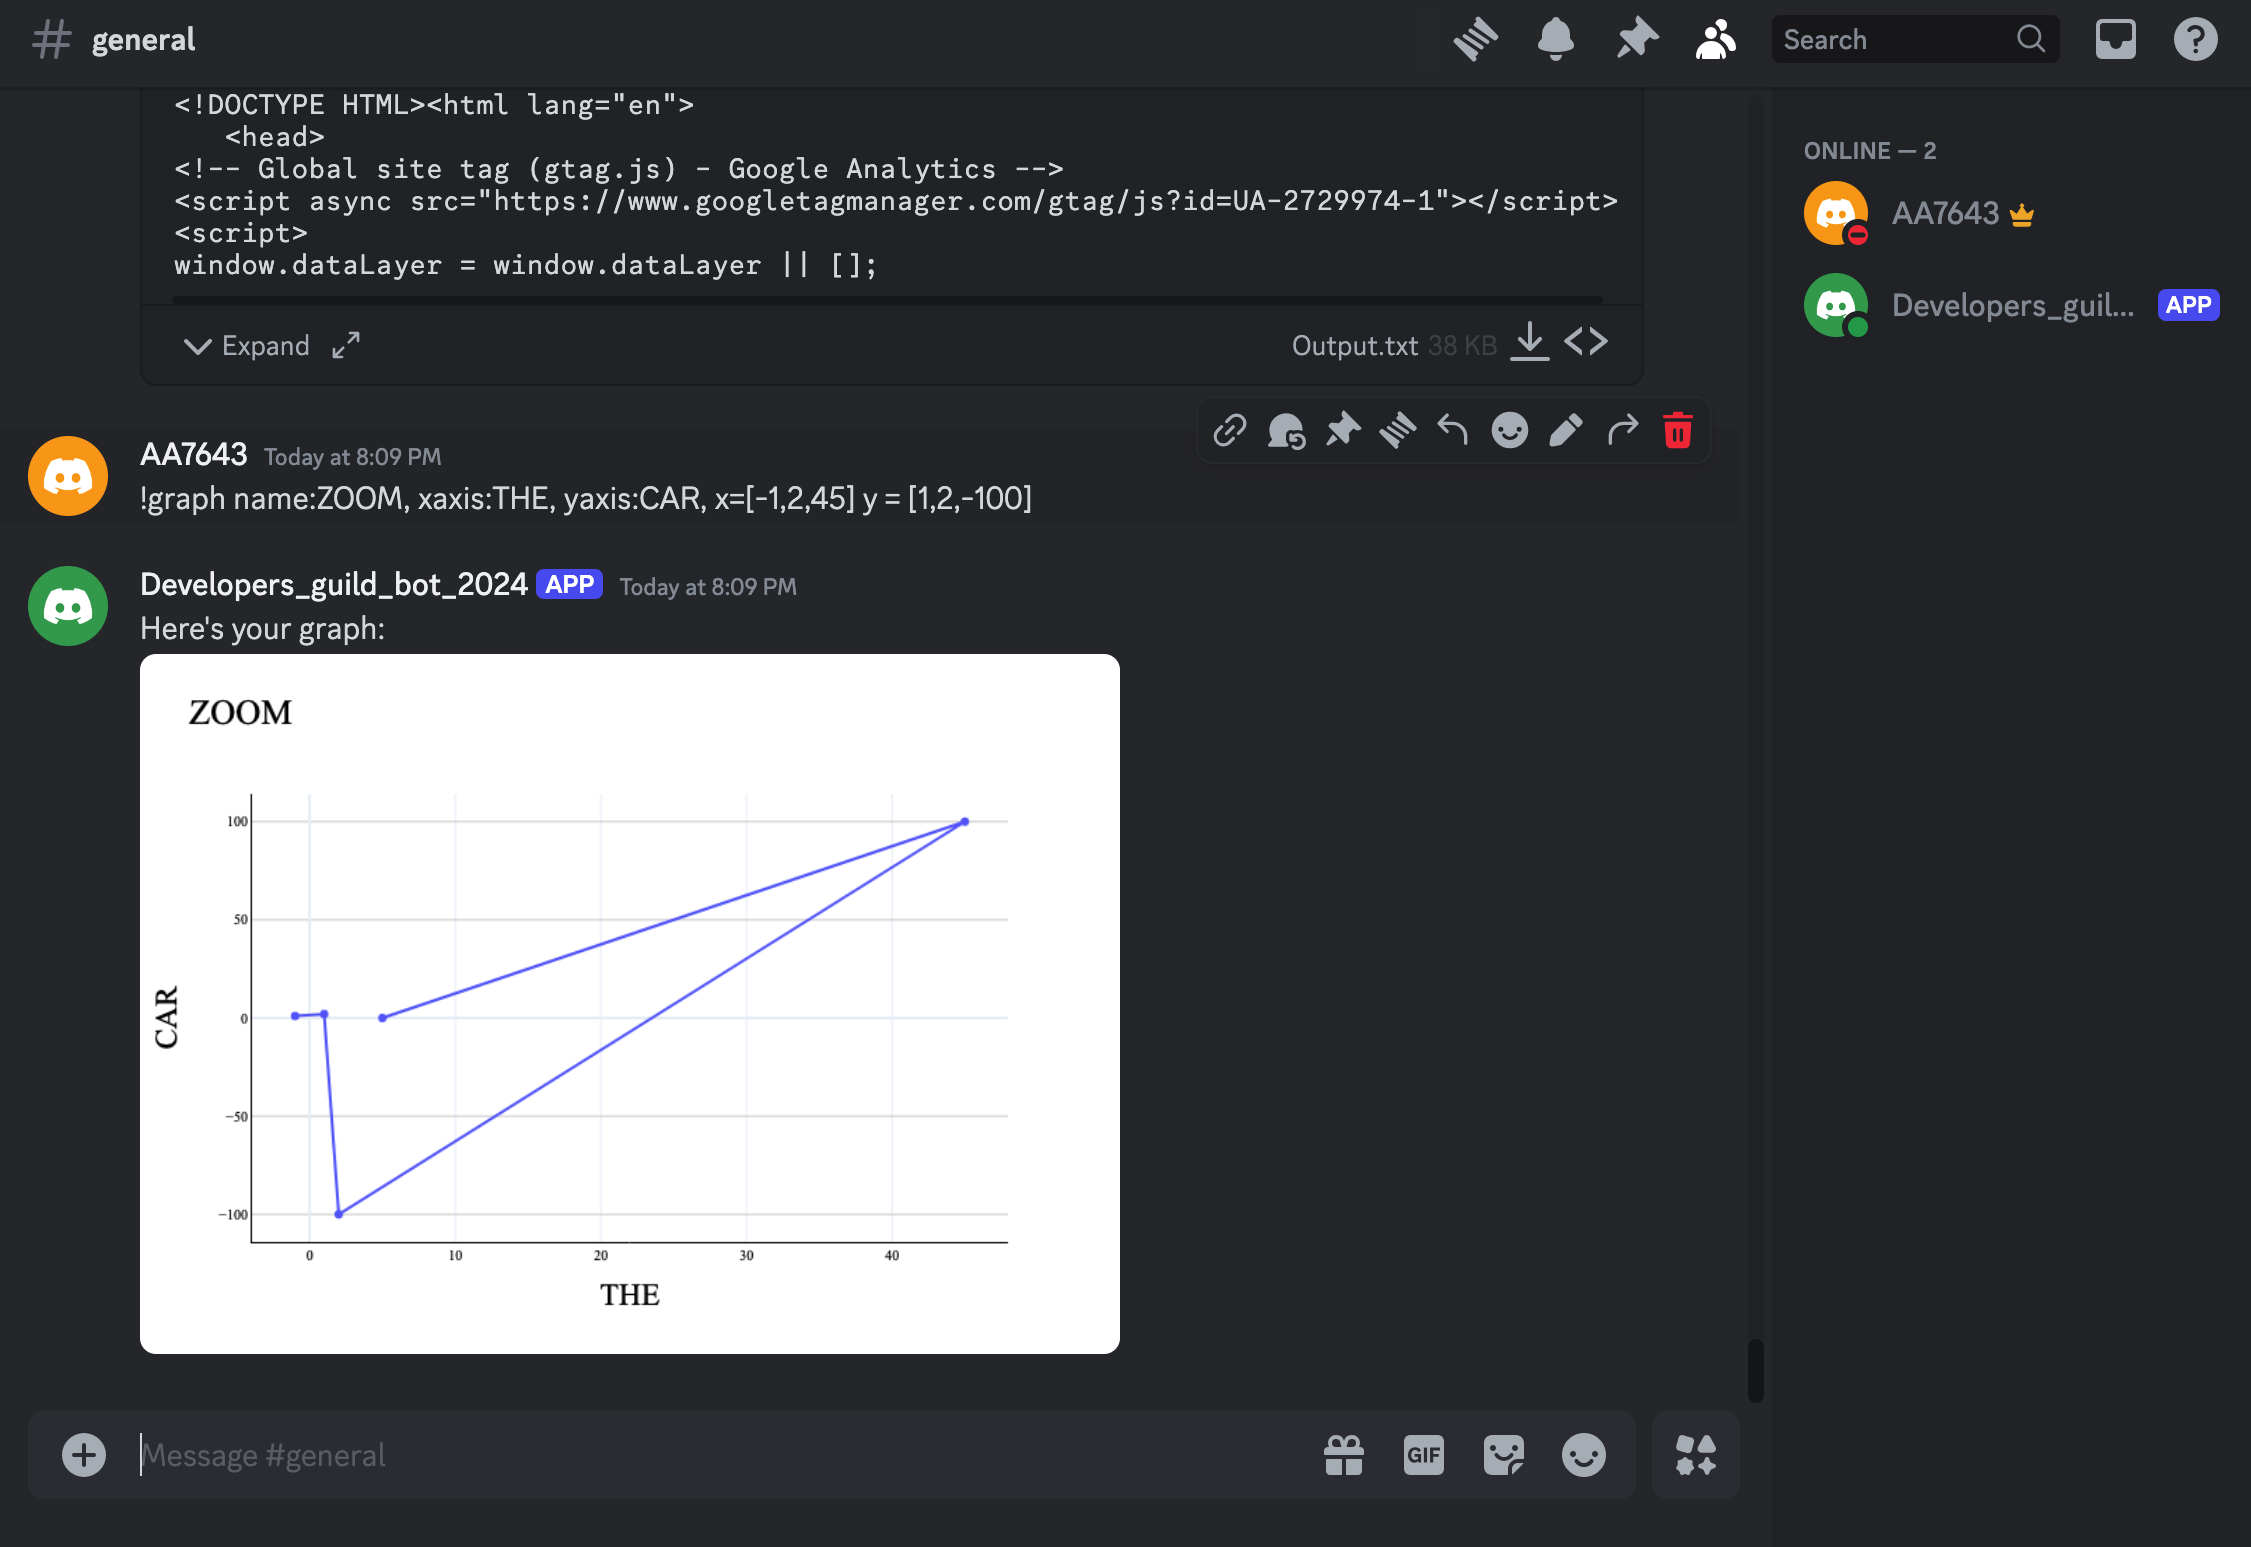 general
Search
<!DOCTYPE HTML><html lang="en">
<head>
<!-- Global site tag (gtag.js) - Google Analytics -->
<script async src="https://www.googletagmanager.com/gtag/js?id=UA-2729974-1"></script>
<script>
window.dataLayer = window.dataLayer || [];
Expand
Output.txt 38 KB
AA7643 Today at 8:09 PM
!graph name:ZOOM, xaxis:THE, yaxis:CAR, x=[-1,2,45] y = [1,2,-100]
Developers_guild_bot_2024 APP Today at 8:09 PM
Here's your graph:
ZOOM
100
50
0
−50
−100
CAR
0 10 20 30 40
THE
Message #general
GIF
ONLINE — 2
AA7643
Developers_guil... APP